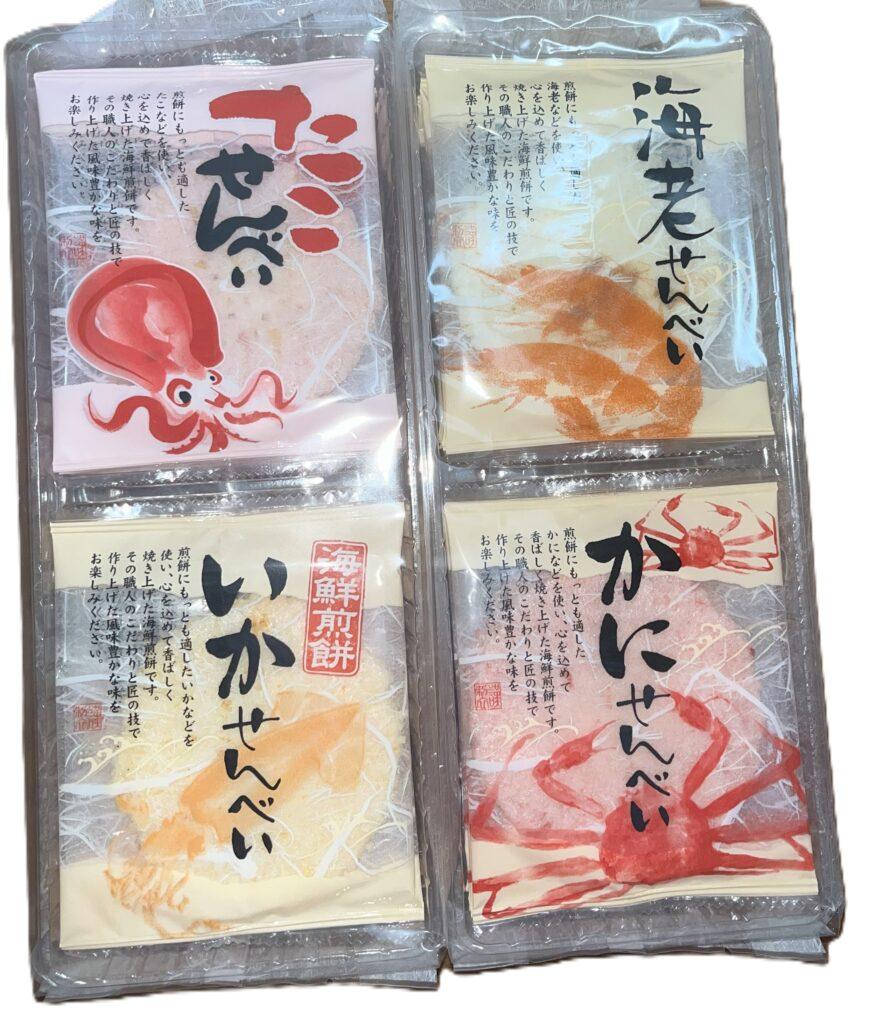 たこ
せんべい
煎餅にもっとも適した
たこなどを使い、
心を込めて香ばしく
焼き上げた海鮮煎餅です。
その職人のこだわりと匠の技で
作り上げた風味豊かな味を
お楽しみください。
海老せんべい
煎餅にもっとも適した
海老などを使い、
心を込めて香ばしく
焼き上げた海鮮煎餅です。
その職人のこだわりと匠の技で
作り上げた風味豊かな味を
お楽しみください。
海鮮煎餅
いかせんべい
煎餅にもっとも適したいかなどを
使い、心を込めて香ばしく
焼き上げた海鮮煎餅です。
その職人のこだわりと匠の技で
作り上げた風味豊かな味を
お楽しみください。
かにせんべい
煎餅にもっとも適した
かになどを使い、心を込めて
香ばしく焼き上げた海鮮煎餅です。
その職人のこだわりと匠の技で
作り上げた風味豊かな味を
お楽しみください。